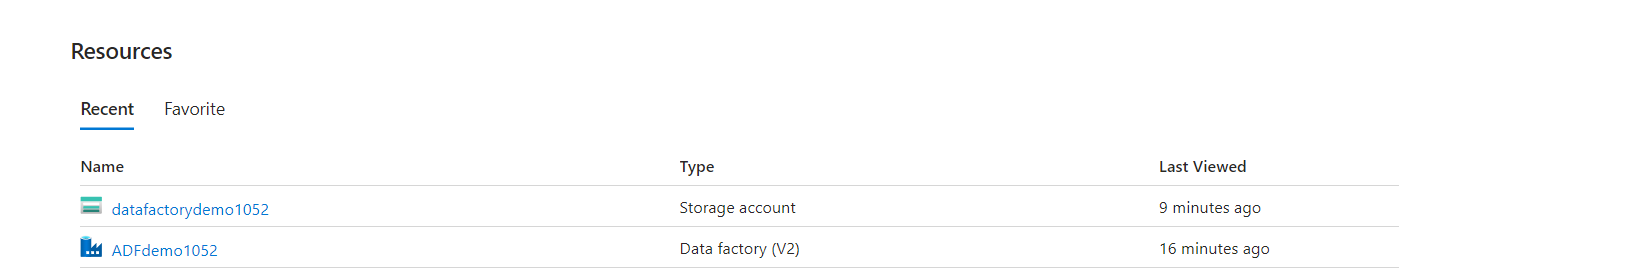 Resources
Recent Favorite
Name Type Last Viewed
datafactorydemo1052 Storage account 9 minutes ago
ADFdemo1052 Data factory (V2) 16 minutes ago